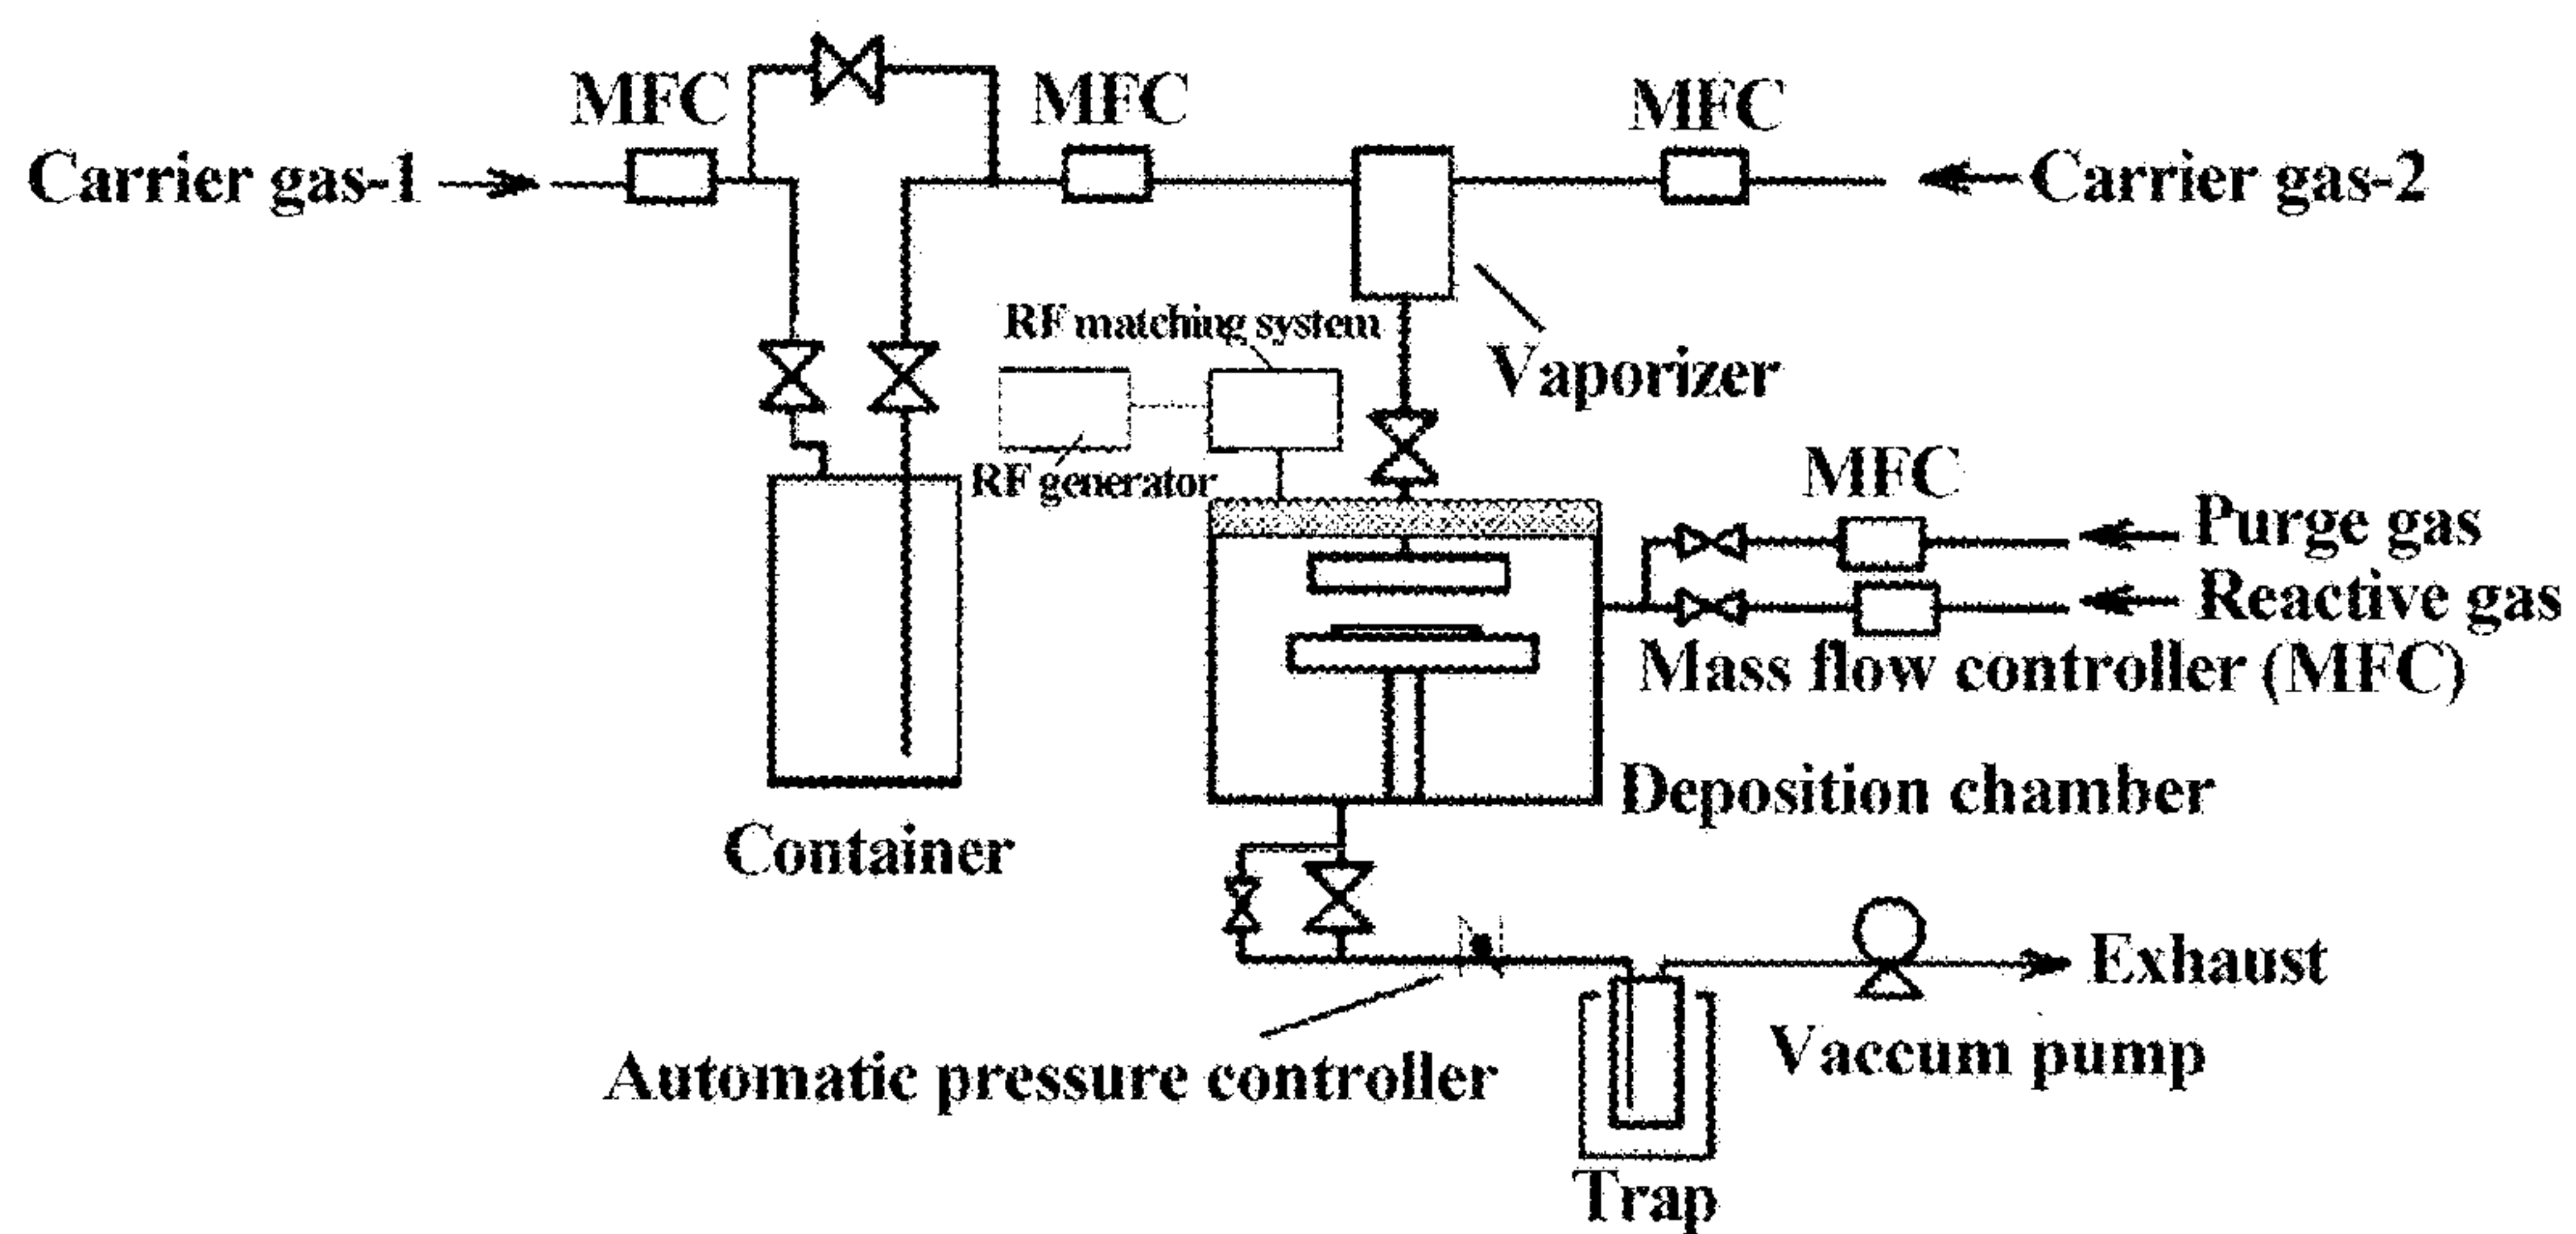 MFC
MFC
MFC
Carrier gas-1
Carrier gas-2
RF matching system
Vaporizer
RF generator
MFC
Purge gas
Reactive gas
Mass flow controller (MFC)
Deposition chamber
Container
Exhaust
Automatic pressure controller
Vaccum pump
Trap